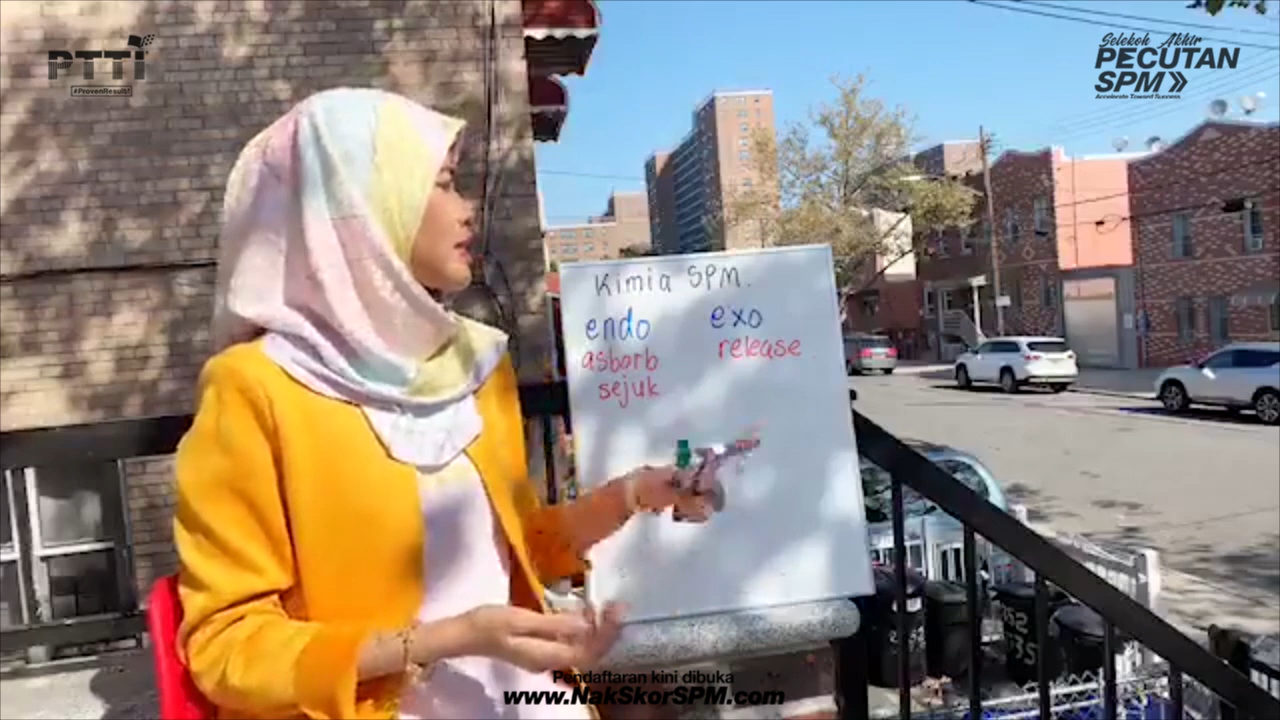 PTTI
#ProvenResult!
Selekoh Akhir
PECUTAN
SPM
Accelerate Toward Success
Kimia SPM.
endo exo
asborb release
sejuk
Pendaftaran kini dibuka
www.NakSkorSPM.com